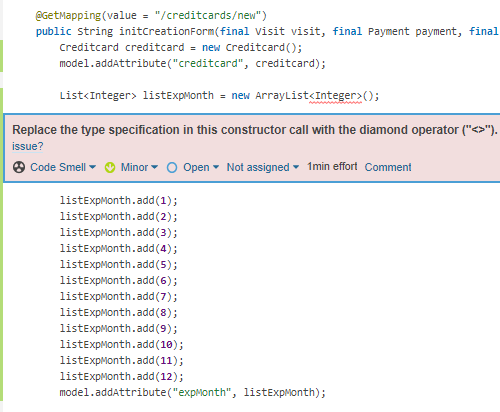 @GetMapping(value = "/creditcards/new")
public String initCreationForm(final Visit visit, final Payment payment, final
Creditcard creditcard = new Creditcard();
model.addAttribute("creditcard", creditcard);
List<Integer> listExpMonth = new ArrayList<Integer>();
Replace the type specification in this constructor call with the diamond operator ("<>").
issue?
Code Smell Minor Open Not assigned 1min effort Comment
listExpMonth.add(1);
listExpMonth.add(2);
listExpMonth.add(3);
listExpMonth.add(4);
listExpMonth.add(5);
listExpMonth.add(6);
listExpMonth.add(7);
listExpMonth.add(8);
listExpMonth.add(9);
listExpMonth.add(10);
listExpMonth.add(11);
listExpMonth.add(12);
model.addAttribute("expMonth", listExpMonth);